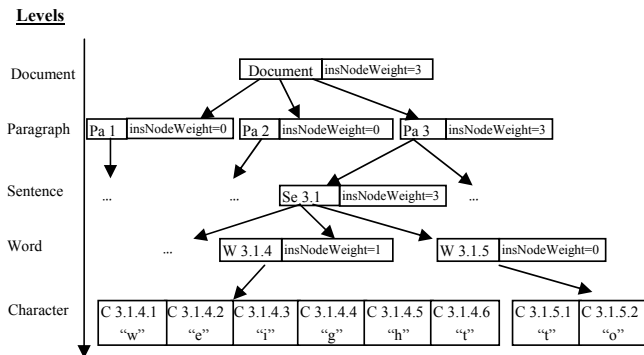 Levels
Document Document insNodeWeight=3
Paragraph Pa 1 insNodeWeight=0 Pa 2 insNodeWeight=0 Pa 3 insNodeWeight=3
... ...
Sentence Se 3.1 insNodeWeight=3 ...
Word ... W 3.1.4 insNodeWeight=1 W 3.1.5 insNodeWeight=0
Character C 3.1.4.1 C 3.1.4.2 C 3.1.4.3 C 3.1.4.4 C 3.1.4.5 C 3.1.4.6 C 3.1.5.1 C 3.1.5.2
“w” “e” “i” “g” “h” “t” “t” “o”